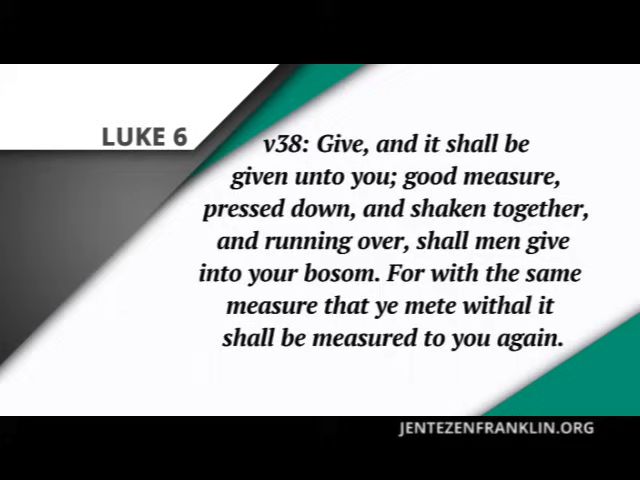 LUKE 6
v38: Give, and it shall be
given unto you; good measure,
pressed down, and shaken together,
and running over, shall men give
into your bosom. For with the same
measure that ye mete withal it
shall be measured to you again.
JENTEZENFRANKLIN.ORG